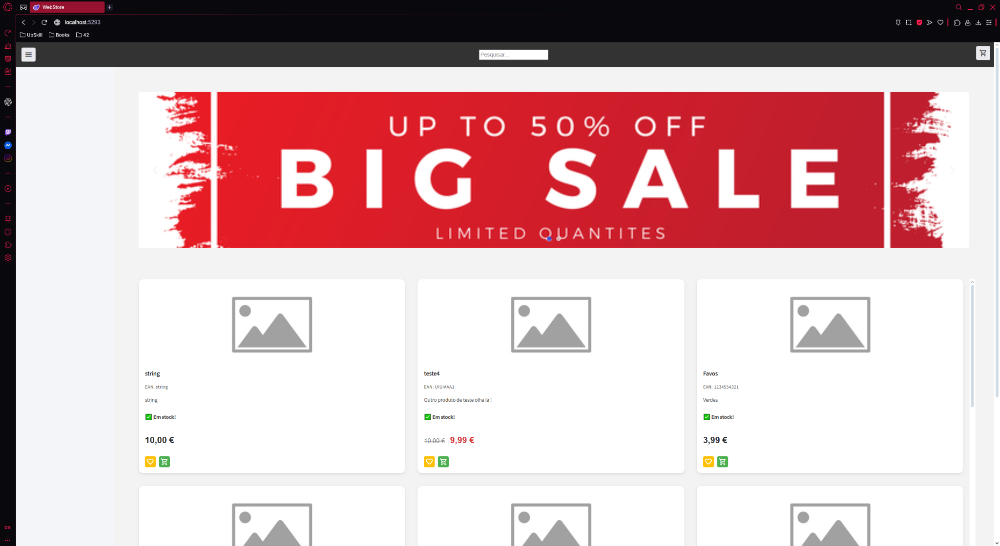 WebStore
localhost:5293
UpSkill
Books
42
Pesquisar...
UP TO 50% OFF
BIG SALE
LIMITED QUANTITES
string
EAN: string
string
Em stock!
10,00 €
teste4
EAN: UiUiAAA1
Outro produto de teste olha lá !
Em stock!
10,00 € 9,99 €
Favos
EAN: 1234554321
Verdes
Em stock!
3,99 €
M
GX